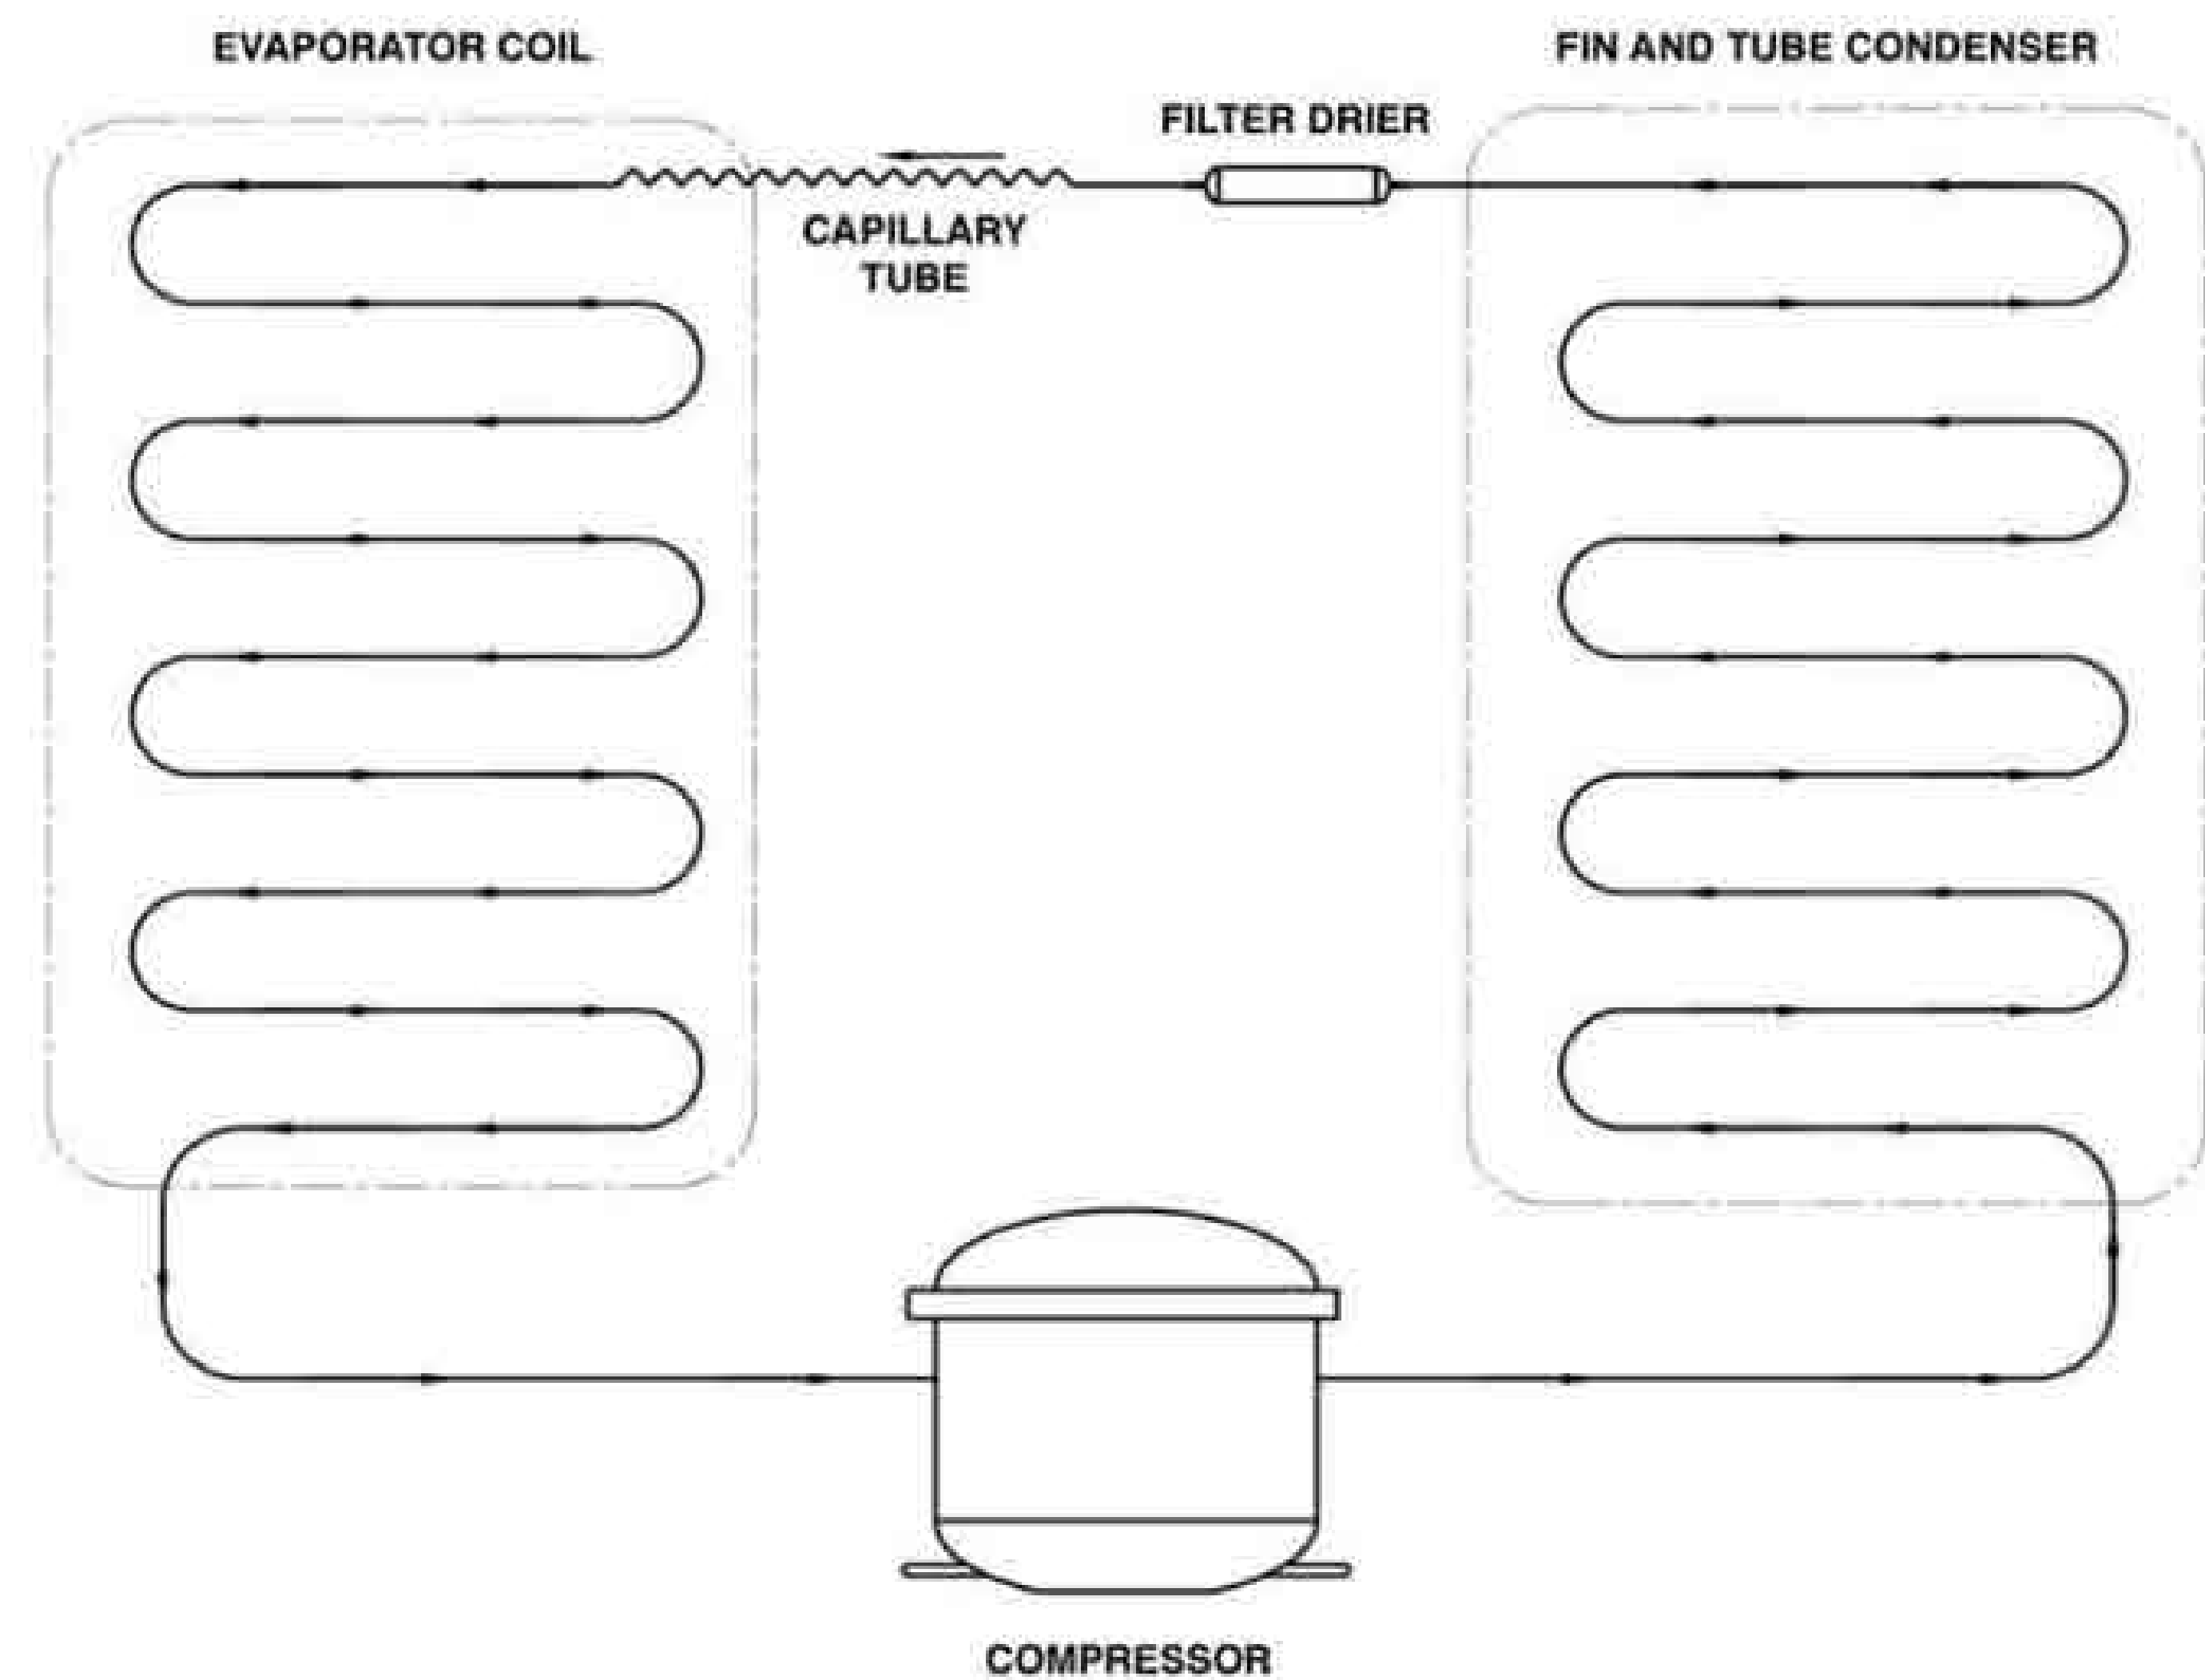 EVAPORATOR COIL
FIN AND TUBE CONDENSER
FILTER DRIER
CAPILLARY
TUBE
COMPRESSOR